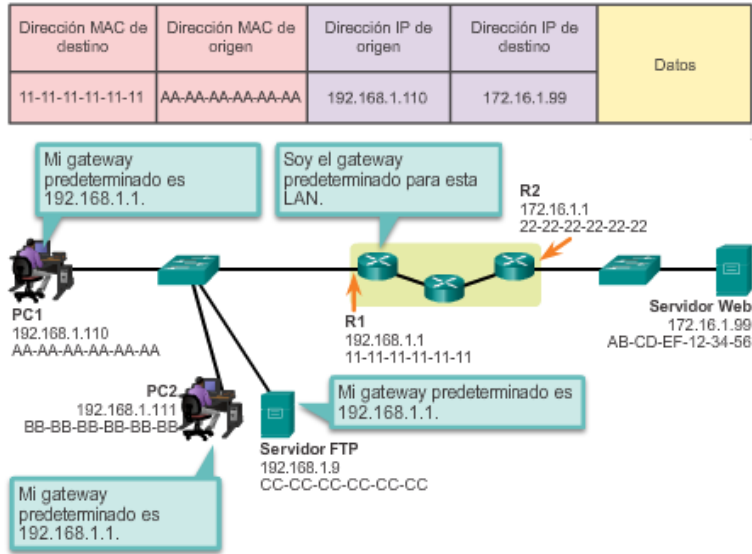 Dirección MAC de destino
Dirección MAC de origen
Dirección IP de origen
Dirección IP de destino
Datos
11-11-11-11-11-11
AA-AA-AA-AA-AA-AA
192.168.1.110
172.16.1.99
Mi gateway
predeterminado es
192.168.1.1.
Soy el gateway
predeterminado para esta
LAN.
R2
172.16.1.1
22-22-22-22-22-22
PC1
192.168.1.110
AA-AA-AA-AA-AA-AA
R1
192.168.1.1
11-11-11-11-11-11
Servidor Web
172.16.1.99
AB-CD-EF-12-34-56
PC2
192.168.1.111
BB-BB-BB-BB-BB-BB
Mi gateway predeterminado es
192.168.1.1.
Servidor FTP
192.168.1.9
CC-CC-CC-CC-CC-CC
Mi gateway
predeterminado es
192.168.1.1.